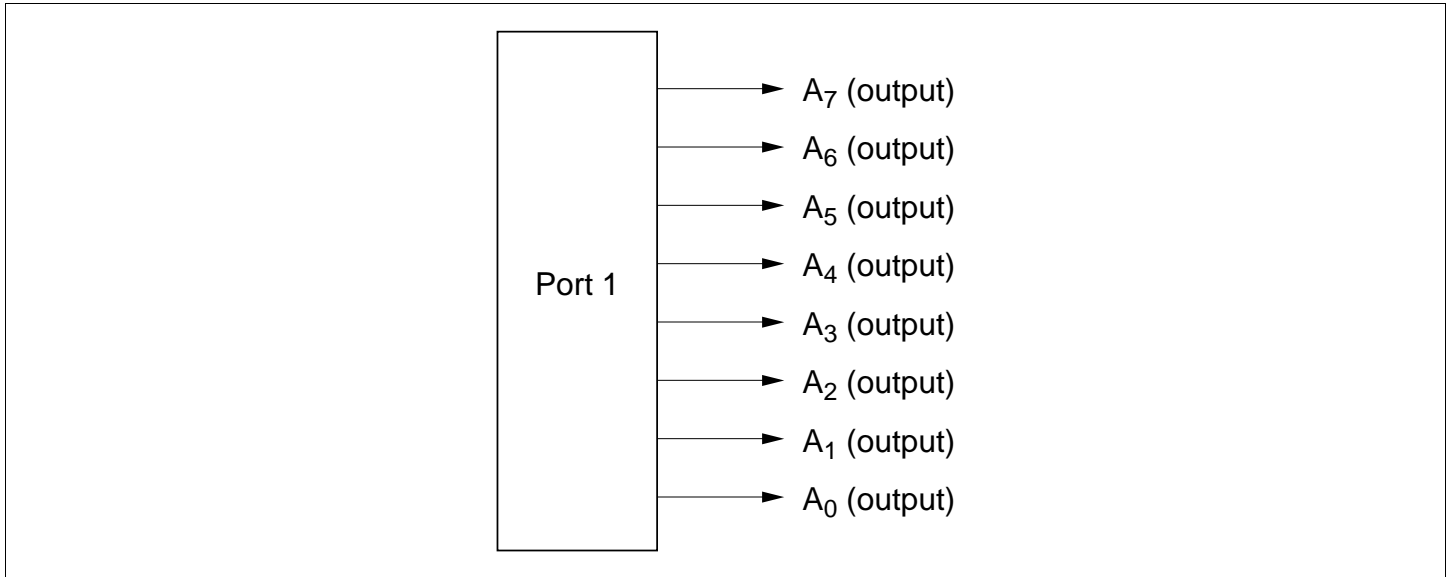 A7 (output)
A6 (output)
A5 (output)
A4 (output)
Port 1
A3 (output)
A2 (output)
A1 (output)
A0 (output)